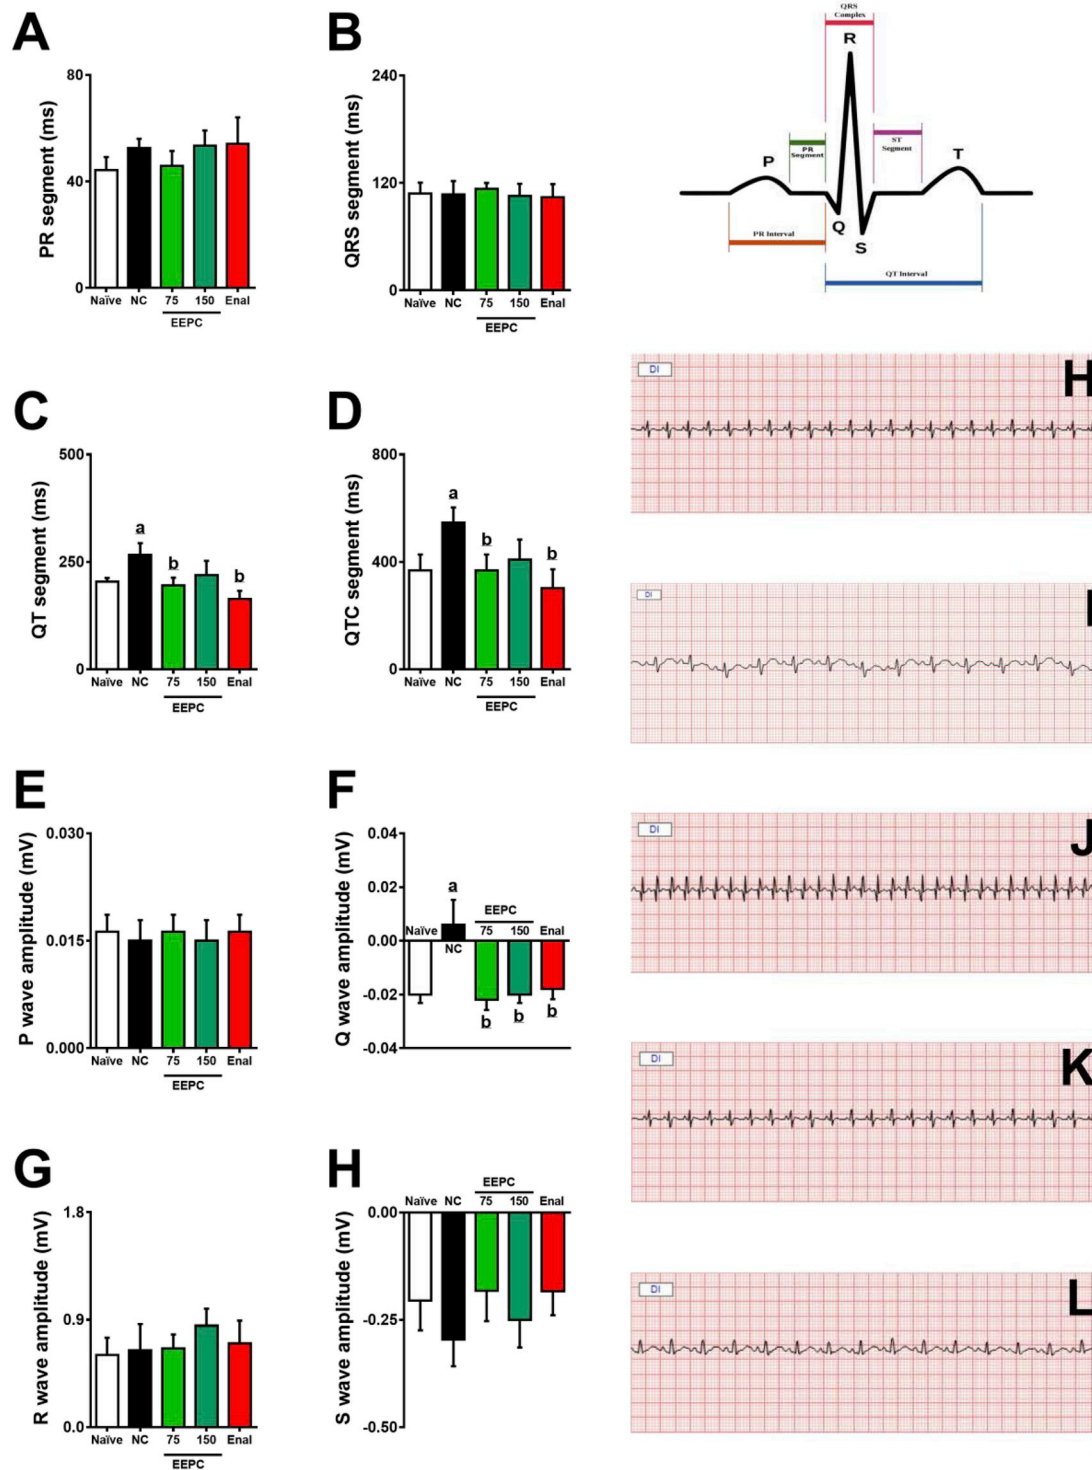 A
PR segment (ms)
80
40
0
Naïve NC 75 150 Enal
EEPC
B
QRS segment (ms)
240
120
0
Naïve NC 75 150 Enal
EEPC
QRS
Complex
R
PR
Segment
ST
Segment
P
T
Q
S
PR Interval
QT Interval
C
QT segment (ms)
500
250
0
a
b
b
Naïve NC 75 150 Enal
EEPC
D
QTC segment (ms)
800
400
0
a
b
b
Naïve NC 75 150 Enal
EEPC
DI
H
DI
E
P wave amplitude (mV)
0.030
0.015
0.000
Naïve NC 75 150 Enal
EEPC
F
Q wave amplitude (mV)
0.04
0.02
0.00
-0.02
-0.04
a
EEPC
Naïve 75 150 Enal
NC
b b b
DI
J
DI
K
G
R wave amplitude (mV)
1.8
0.9
0.0
Naïve NC 75 150 Enal
EEPC
H
S wave amplitude (mV)
EEPC
Naïve NC 75 150 Enal
0.00
-0.25
-0.50
DI
L